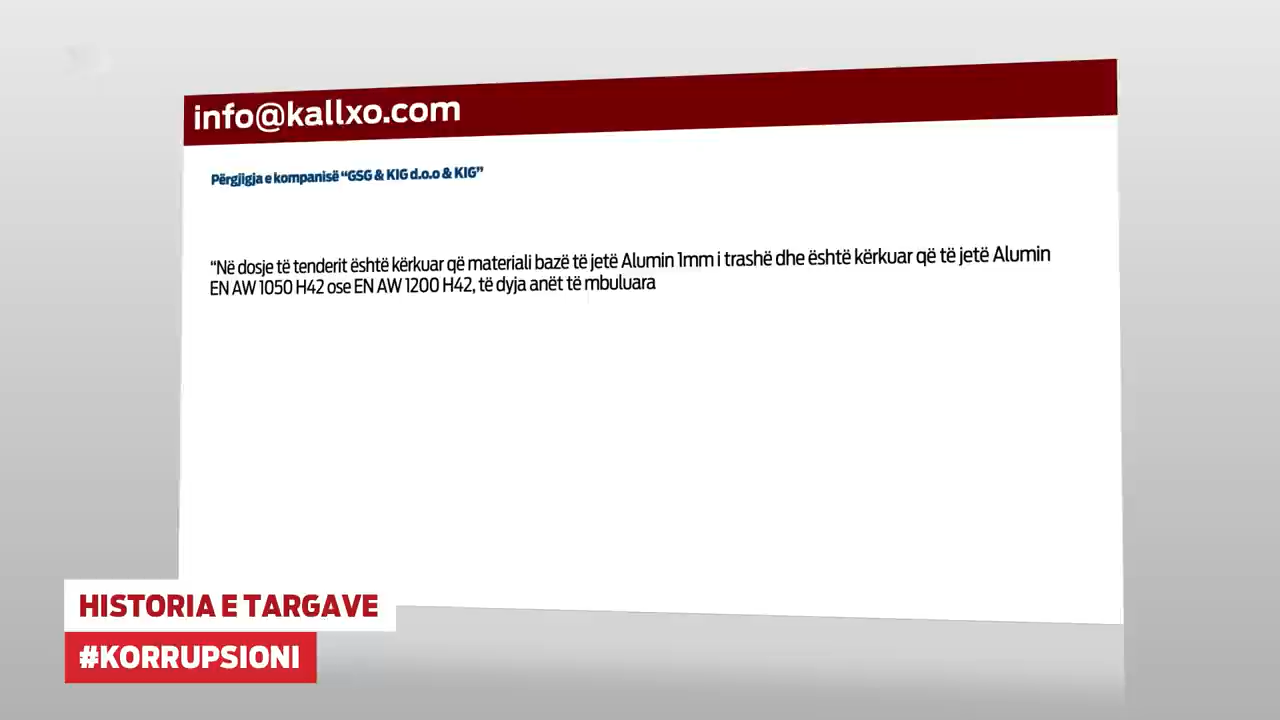 info@kallxo.com
Përgjigja e kompanisë “GSG & KIG d.o.o & KIG”
“Në dosje të tenderit është kërkuar që materiali bazë të jetë Alumin 1mm i trashë dhe është kërkuar që të jetë Alumin
EN AW 1050 H42 ose EN AW 1200 H42, të dyja anët të mbuluara
HISTORIA E TARGAVE
#KORRUPSIONI